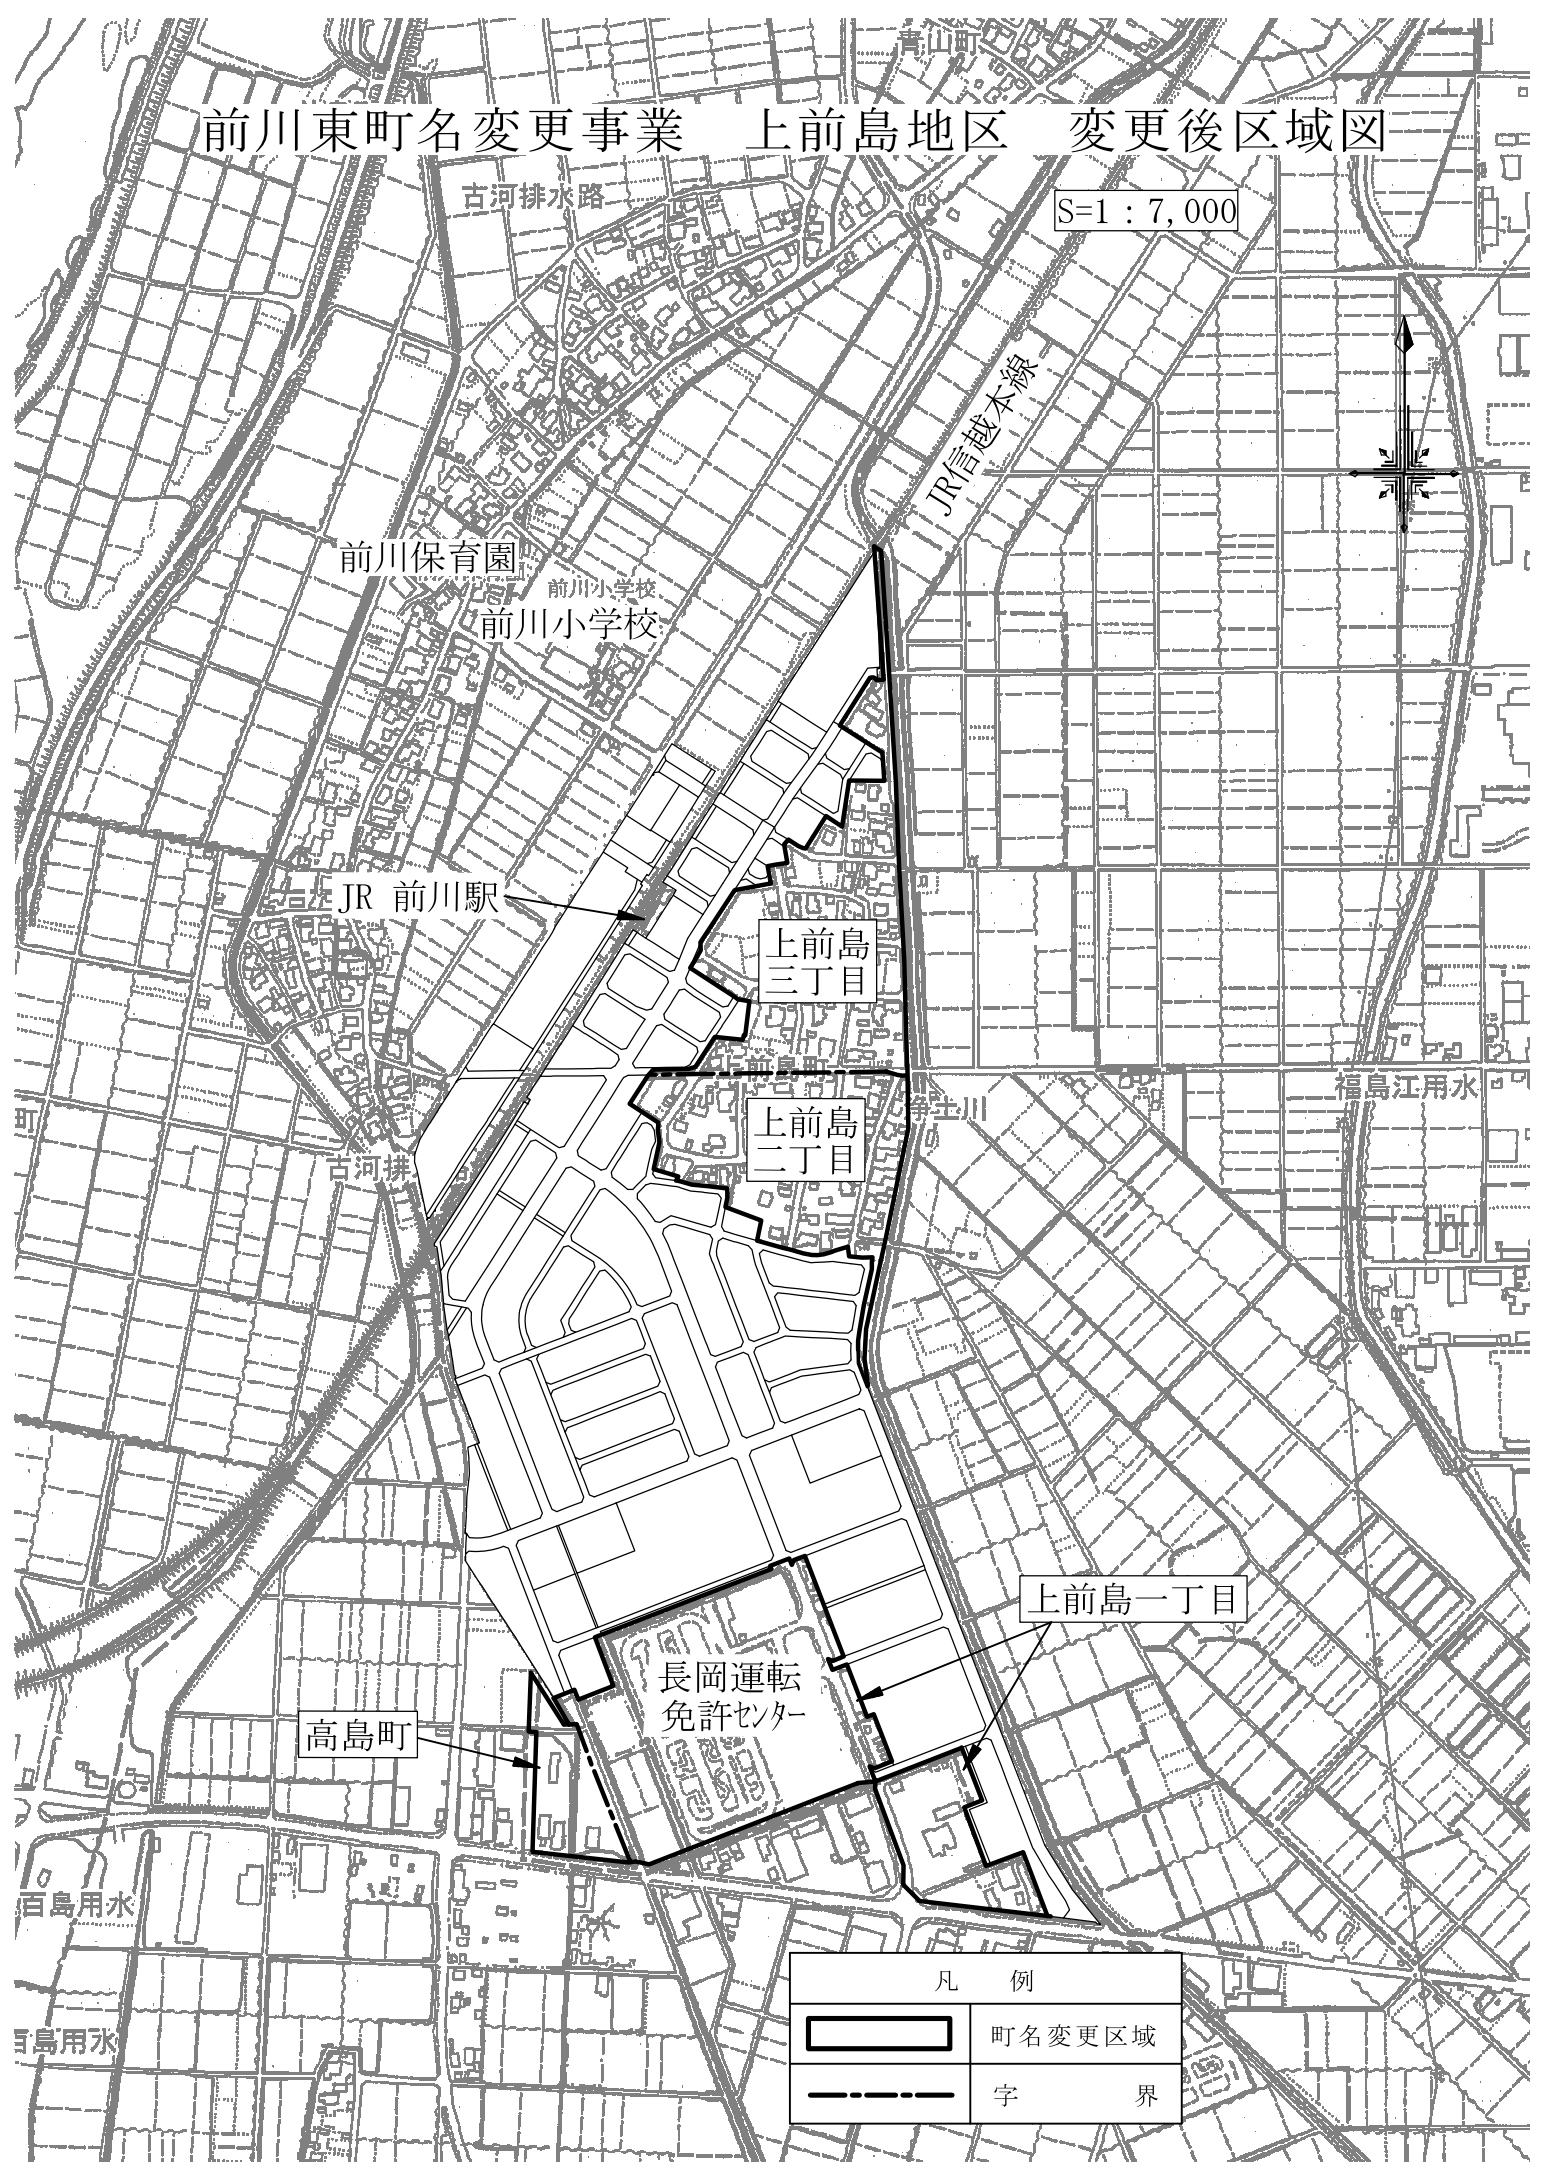 青山町
前川東町名変更事業　上前島地区　変更後区域図
古河排水路
S=1：7,000
JR信越本線
前川保育園
前川小学校
前川小学校
JR 前川駅
上前島
三丁目
上前島町
福島江用水
浄土川
町
上前島
二丁目
古河排
上前島一丁目
長岡運転
免許センター
高島町
百島用水
百島用水
凡　例
町名変更区域
字　界